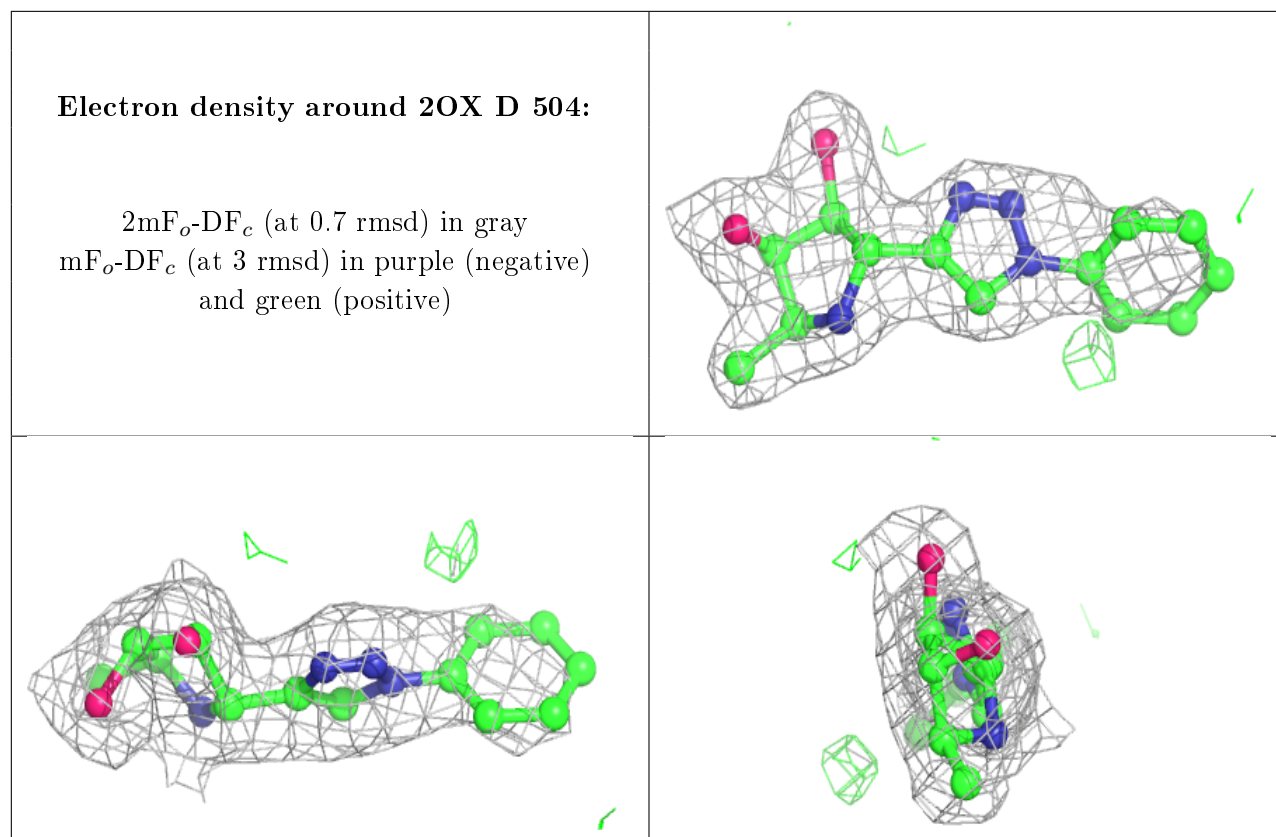 Electron density around 2OX D 504:
2mFo-DFc (at 0.7 rmsd) in gray
mFo-DFc (at 3 rmsd) in purple (negative)
and green (positive)